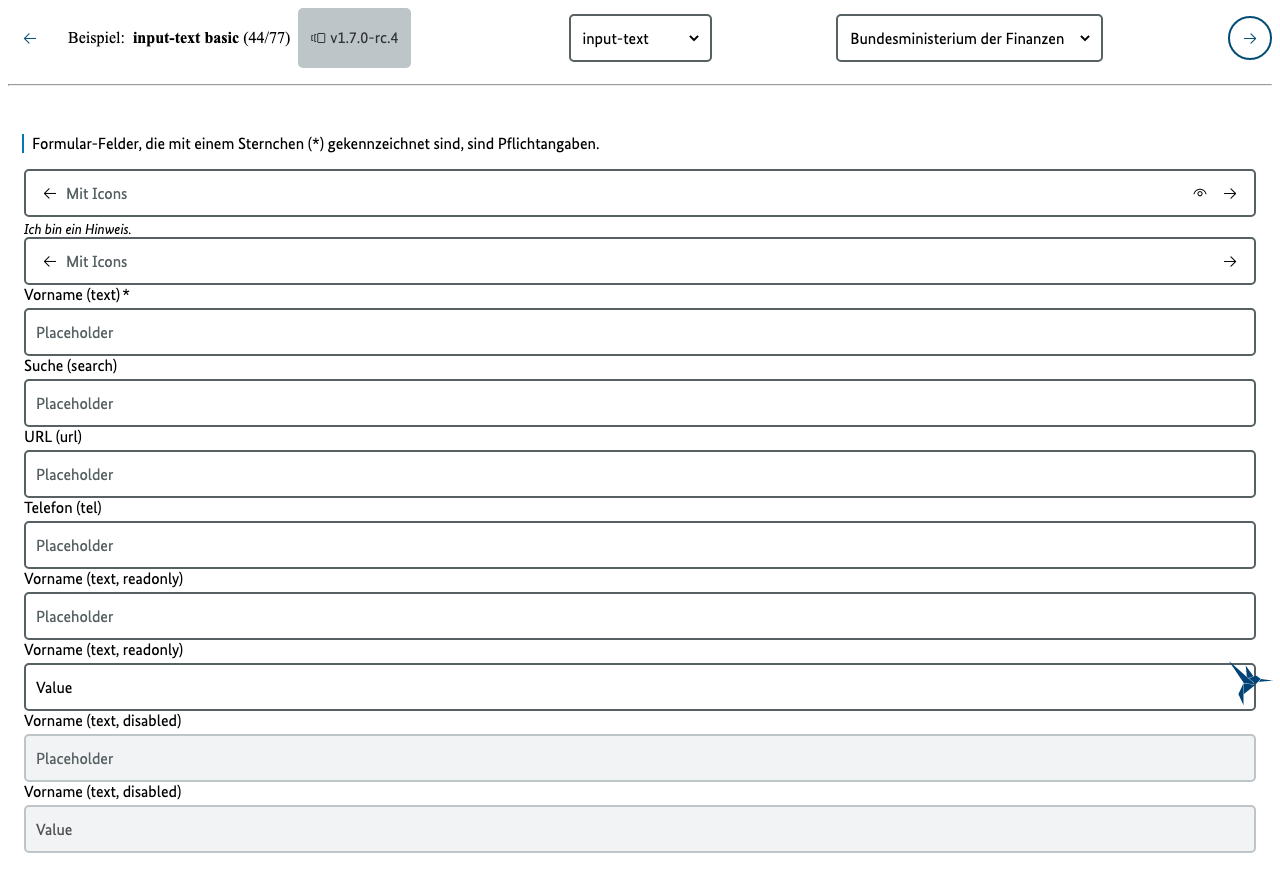 Beispiel: input-text basic (44/77) v1.7.0-rc.4 input-text Bundesministerium der Finanzen
Formular-Felder, die mit einem Sternchen (*) gekennzeichnet sind, sind Pflichtangaben.
Mit Icons
Ich bin ein Hinweis.
Mit Icons
Vorname (text)*
Placeholder
Suche (search)
Placeholder
URL (url)
Placeholder
Telefon (tel)
Placeholder
Vorname (text, readonly)
Placeholder
Vorname (text, readonly)
Value
Vorname (text, disabled)
Placeholder
Vorname (text, disabled)
Value